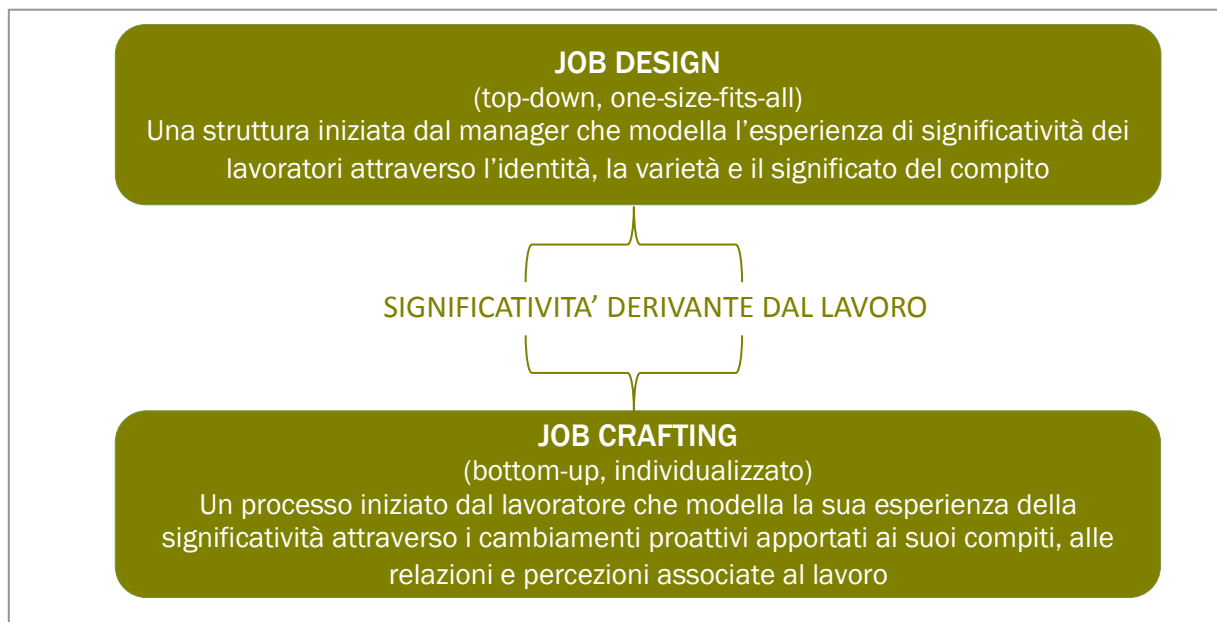 JOB DESIGN
(top-down, one-size-fits-all)
Una struttura iniziata dal manager che modella l’esperienza di significatività dei
lavoratori attraverso l’identità, la varietà e il significato del compito
SIGNIFICATIVITA’ DERIVANTE DAL LAVORO
JOB CRAFTING
(bottom-up, individualizzato)
Un processo iniziato dal lavoratore che modella la sua esperienza della
significatività attraverso i cambiamenti proattivi apportati ai suoi compiti, alle
relazioni e percezioni associate al lavoro